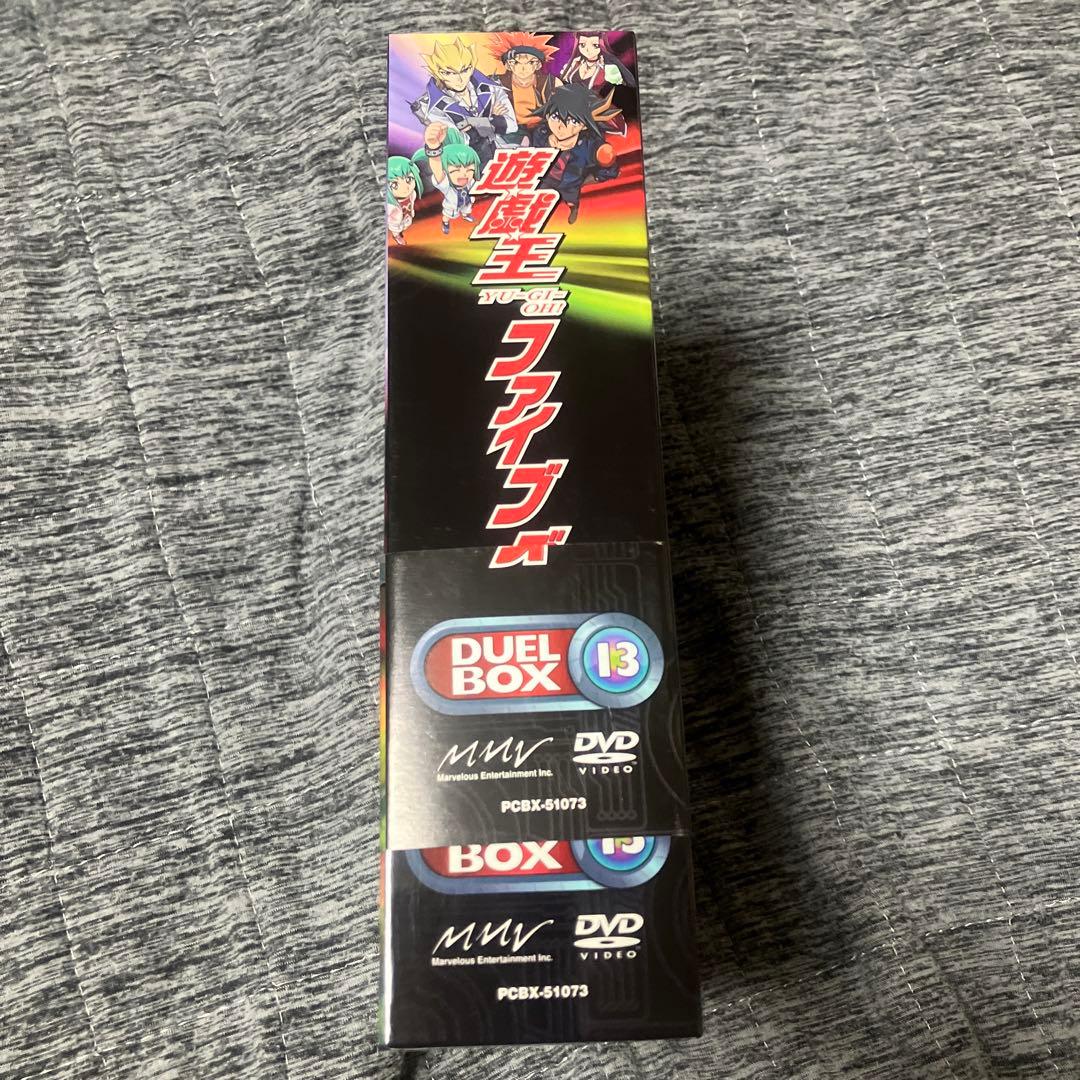 遊戯王
YU-GI-
OH!
ファイブ
DUEL
BOX
13
MMV
Marvelous Entertainment Inc.
DVD
VIDEO
PCBX-51073
BOX
13
MMV
Marvelous Entertainment Inc.
DVD
VIDEO
PCBX-51073